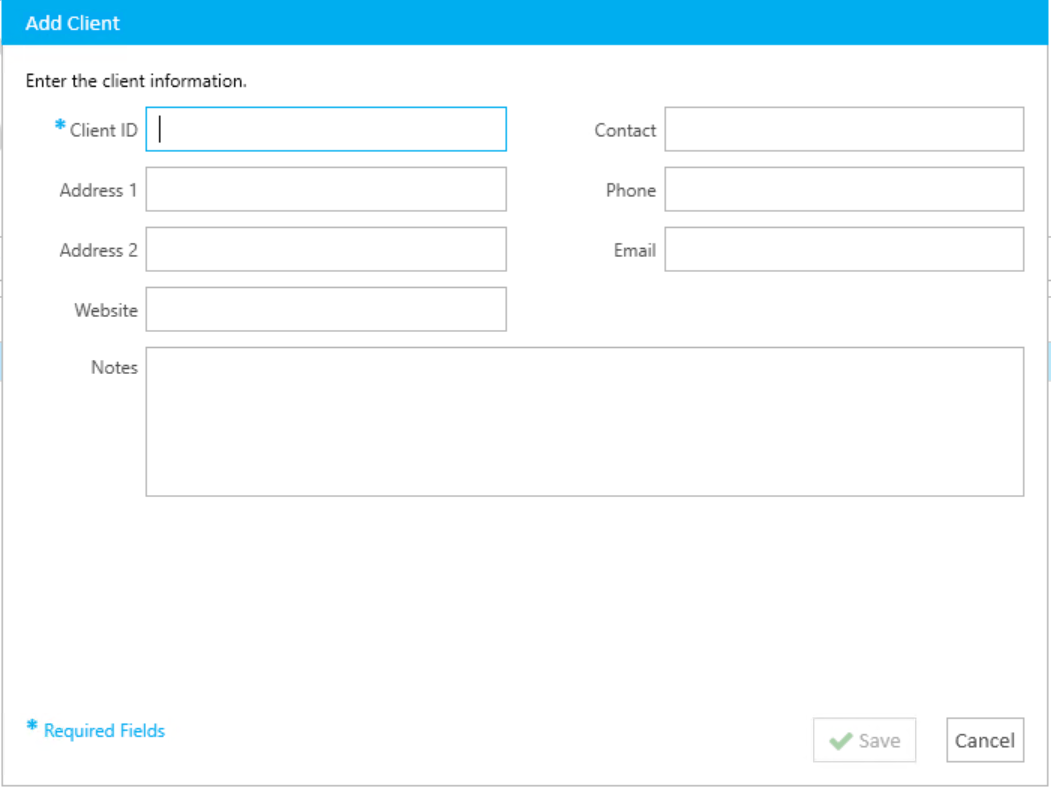 Add Client
Enter the client information.
* Client ID
Contact
Address 1
Phone
Address 2
Email
Website
Notes
* Required Fields
Save
Cancel